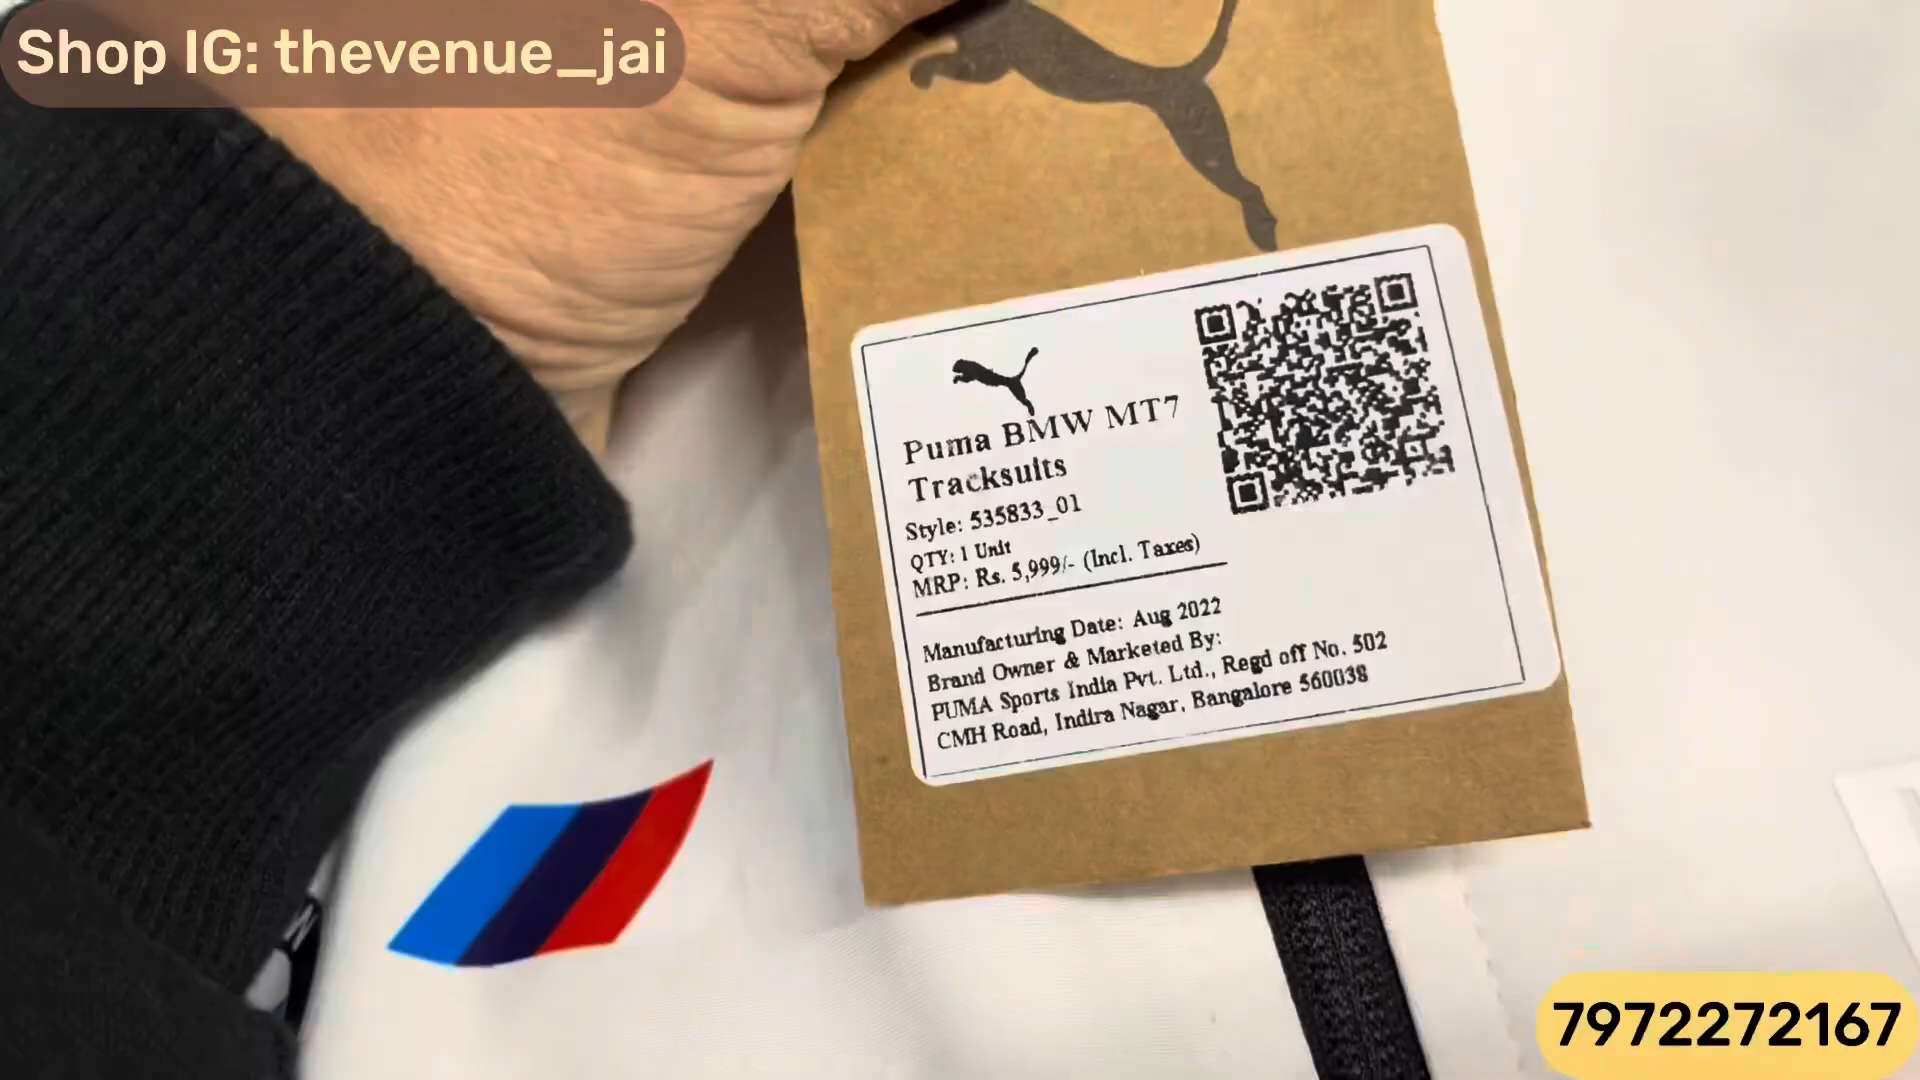 Shop IG: thevenue_jai
Puma BMW MT7
Tracksuits
Style: 535833_01
QTY: 1 Unit
MRP: Rs. 5,999/- (Incl. Taxes)
Manufacturing Date: Aug 2022
Brand Owner & Marketed By:
PUMA Sports India Pvt. Ltd., Regd off No. 502
CMH Road, Indira Nagar, Bangalore 560038
7972272167